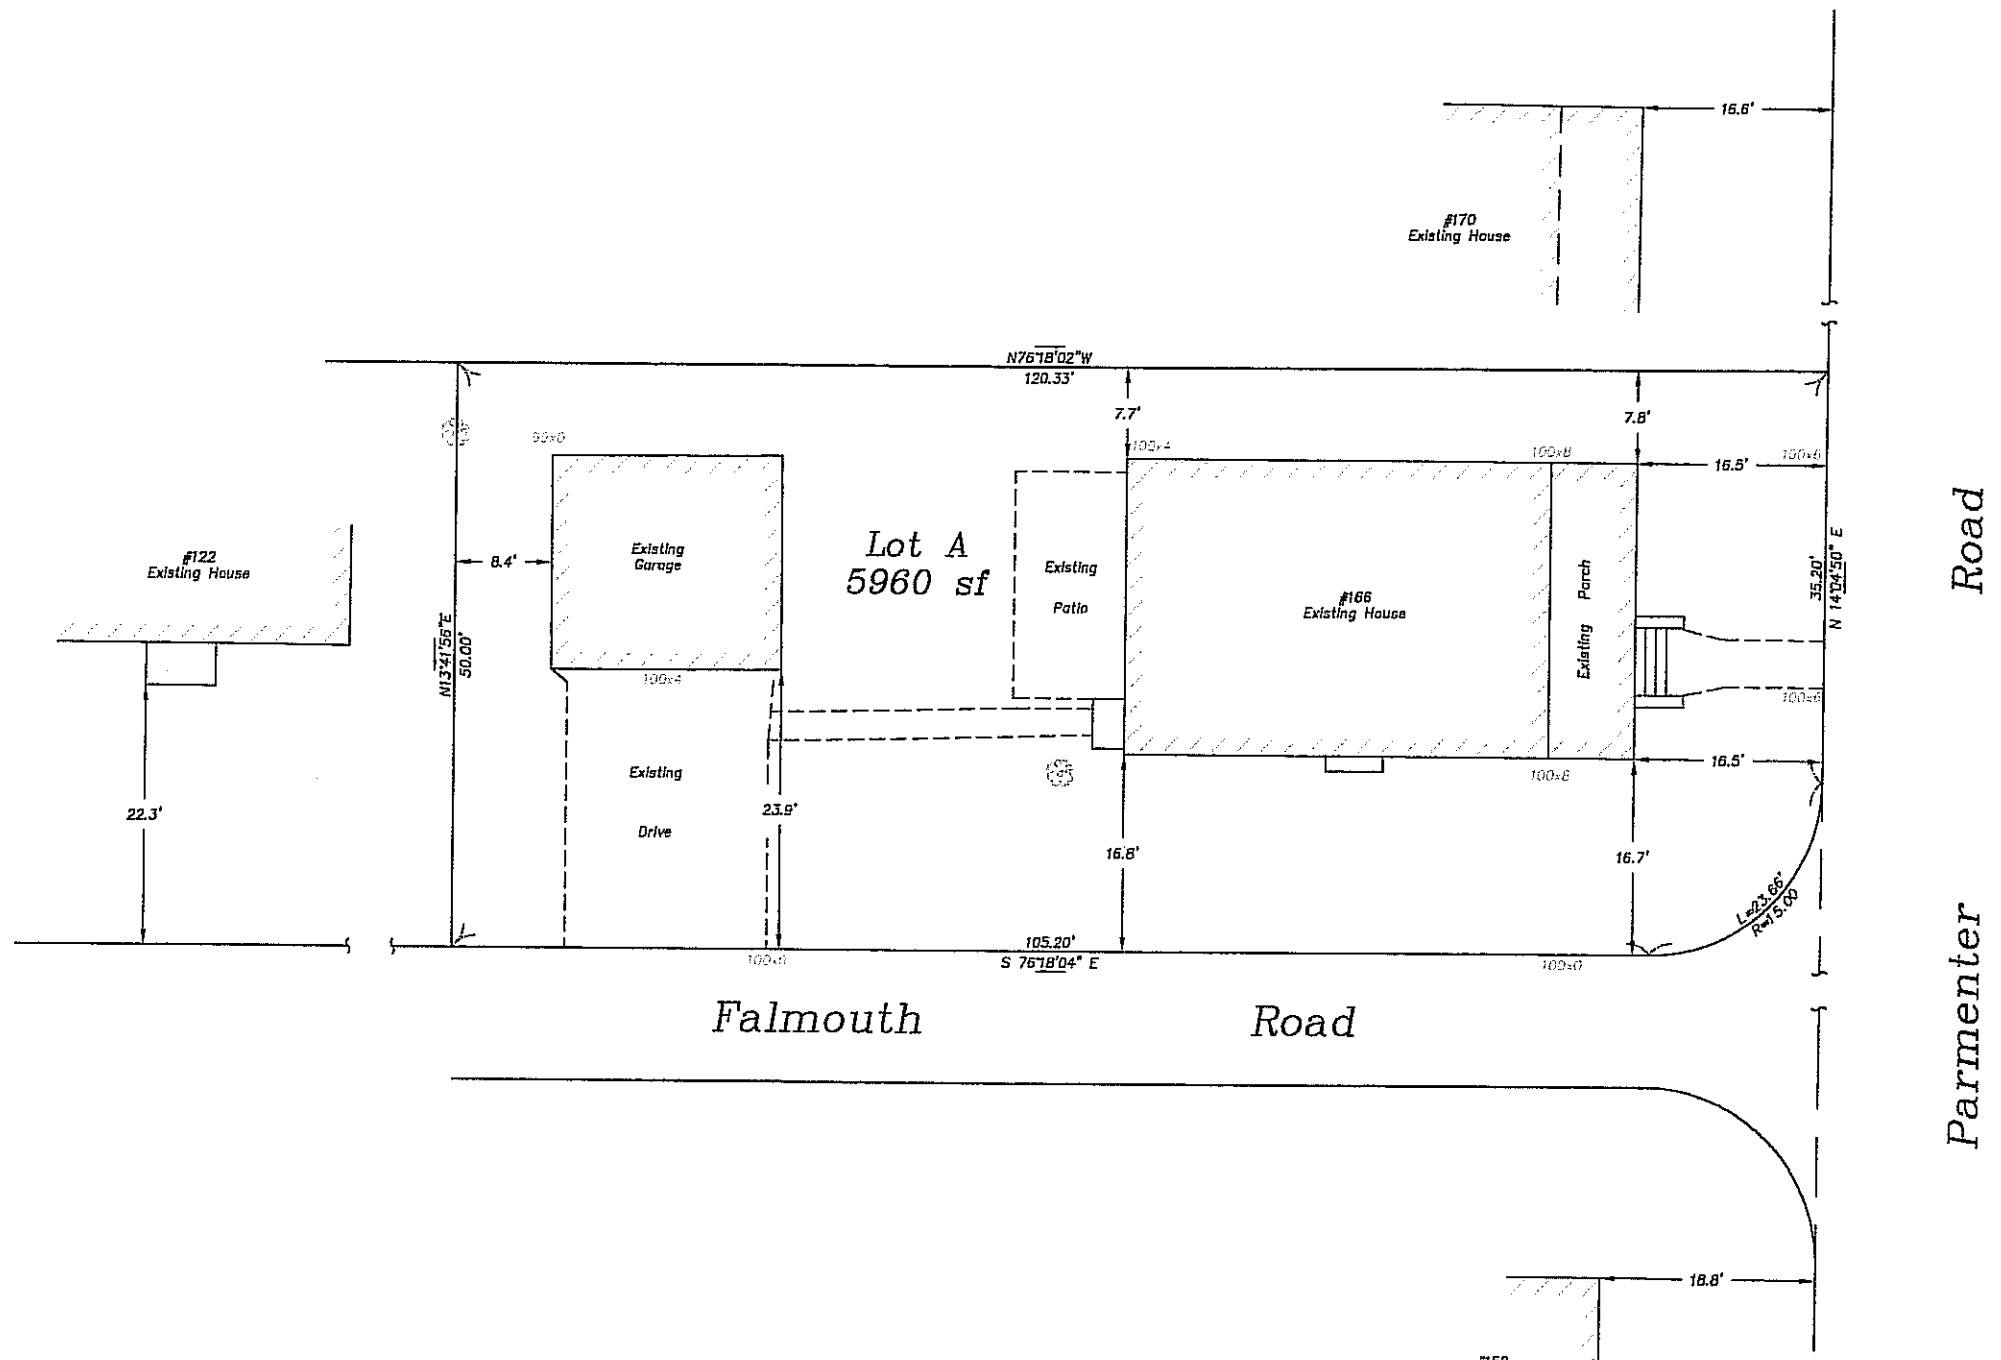 16.6'
#170
Existing House
N76°18'02"W
120.33'
7.7'
7.8'
100x4
100x8
16.5'
100x6
#122
Existing House
8.4'
Existing
Garage
Lot A
5960 sf
Existing
Patio
#166
Existing House
Existing Porch
35.20'
N 14°04'50" E
Road
N13°41'56"E
50.00'
100x4
100x6
Existing
Drive
22.3'
23.9'
16.8'
16.7'
100x8
16.5'
L=23.66'
R=15.00
105.20'
S 76°18'04" E
100x0
100x0
Falmouth Road
Parmenter
18.8'